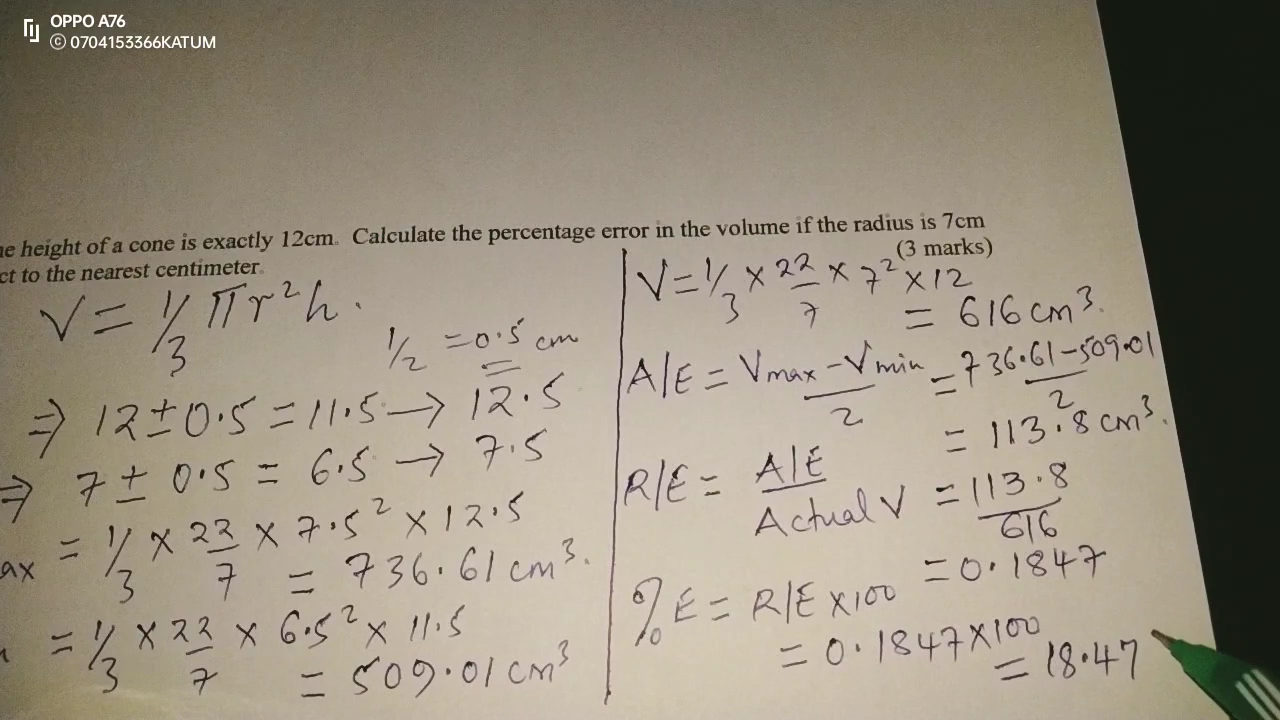 OPPO A76
© 0704153366KATUM
height of a cone is exactly 12cm. Calculate the percentage error in the volume if the radius is 7cm
to the nearest centimeter.
(3 marks)
V = 1/3 πr²h.
1/2 = 0.5 cm
⇒ 12 ± 0.5 = 11.5 → 12.5
⇒ 7 ± 0.5 = 6.5 → 7.5
= 1/3 × 22/7 × 7.5² × 12.5
= 736.61 cm³.
= 1/3 × 22/7 × 6.5² × 11.5
= 509.01 cm³
V = 1/3 × 22/7 × 7² × 12
= 616 cm³.
A/E = Vmax - Vmin / 2 = 736.61 - 509.01 / 2
= 113.8 cm³.
R/E = A/E / Actual V = 113.8 / 616
= 0.1847
% E = R/E × 100
= 0.1847 × 100
= 18.47